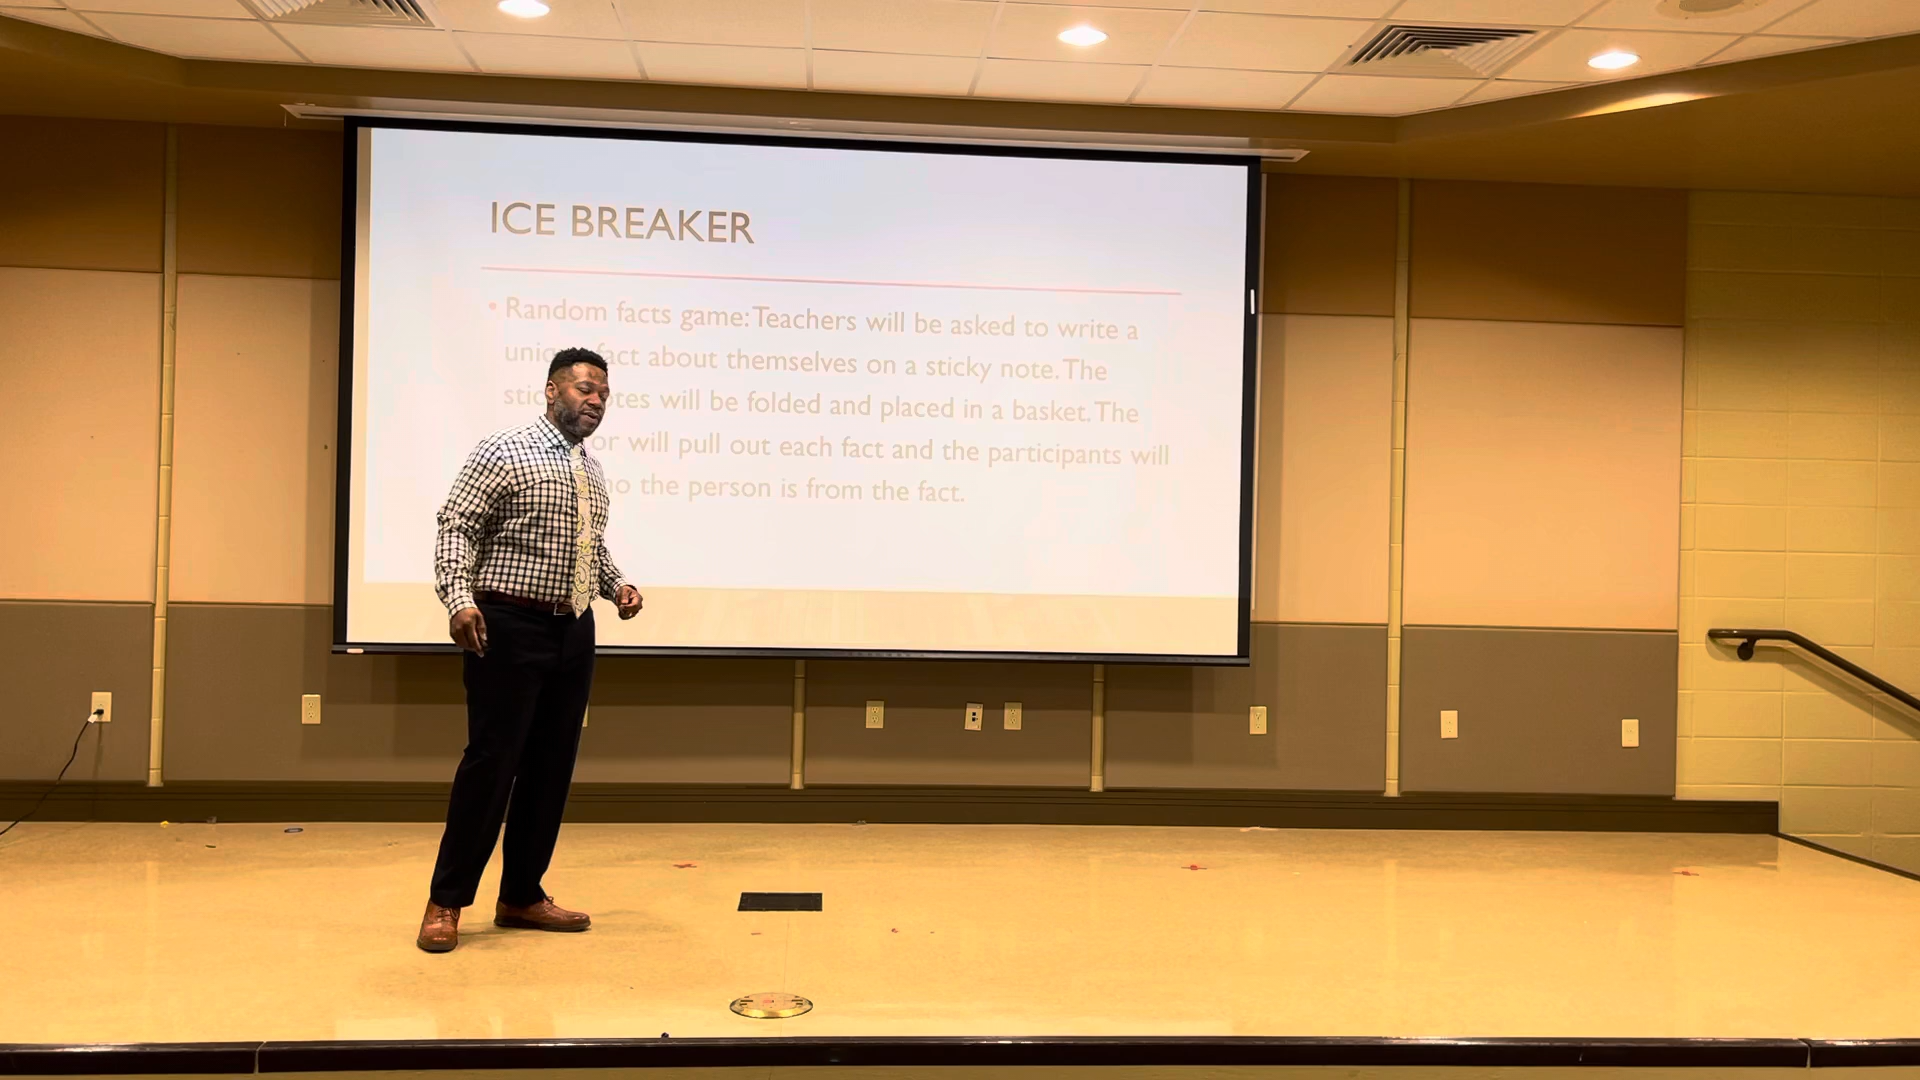 ICE BREAKER
• Random facts game: Teachers will be asked to write a
fact about themselves on a sticky note. The
will be folded and placed in a basket. The
will pull out each fact and the participants will
the person is from the fact.